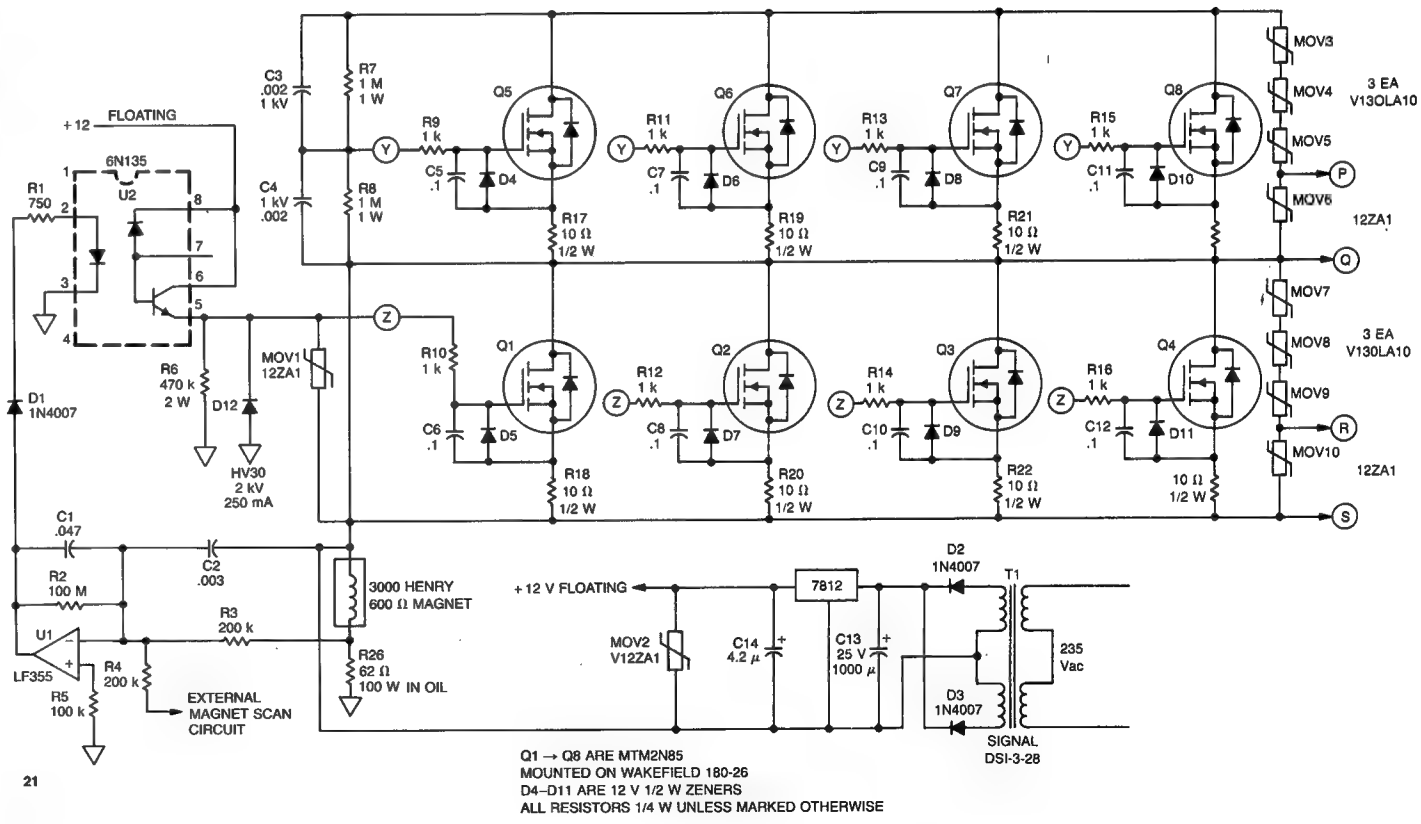 C3
.002
1 kV
R7
1 M
1 W
Q5
Q6
Q7
Q8
MOV3
3 EA
V13OLA10
MOV4
MOV5
P
MOV6
12ZA1
FLOATING
+12
6N135
U2
1
2
3
4
8
7
6
5
R1
750
C4
1 kV
.002
R8
1 M
1 W
Y
R9
1 k
C5
.1
D4
R17
10 Ω
1/2 W
Y
R11
1 k
C7
.1
D6
R19
10 Ω
1/2 W
Y
R13
1 k
C9
.1
D8
R21
10 Ω
1/2 W
Y
R15
1 k
C11
.1
D10
Q
MOV7
3 EA
V130LA10
MOV8
MOV9
R
MOV10
12ZA1
S
Z
R10
1 k
Q1
C6
.1
D5
R18
10 Ω
1/2 W
Z
R12
1 k
Q2
C8
.1
D7
R20
10 Ω
1/2 W
Z
R14
1 k
Q3
C10
.1
D9
R22
10 Ω
1/2 W
Z
R16
1 k
Q4
C12
.1
D11
10 Ω
1/2 W
D1
1N4007
R6
470 k
2 W
D12
HV30
2 kV
250 mA
MOV1
12ZA1
C1
.047
R2
100 M
C2
.003
U1
LF355
R3
200 k
R4
200 k
R5
100 k
EXTERNAL
MAGNET SCAN
CIRCUIT
3000 HENRY
600 Ω MAGNET
R26
62 Ω
100 W IN OIL
+ 12 V FLOATING
MOV2
V12ZA1
C14
4.2 μ
+
7812
C13
25 V
1000 μ
+
D2
1N4007
D3
1N4007
T1
235
Vac
SIGNAL
DSI-3-28
Q1 → Q8 ARE MTM2N85
MOUNTED ON WAKEFIELD 180-26
D4–D11 ARE 12 V 1/2 W ZENERS
ALL RESISTORS 1/4 W UNLESS MARKED OTHERWISE
21